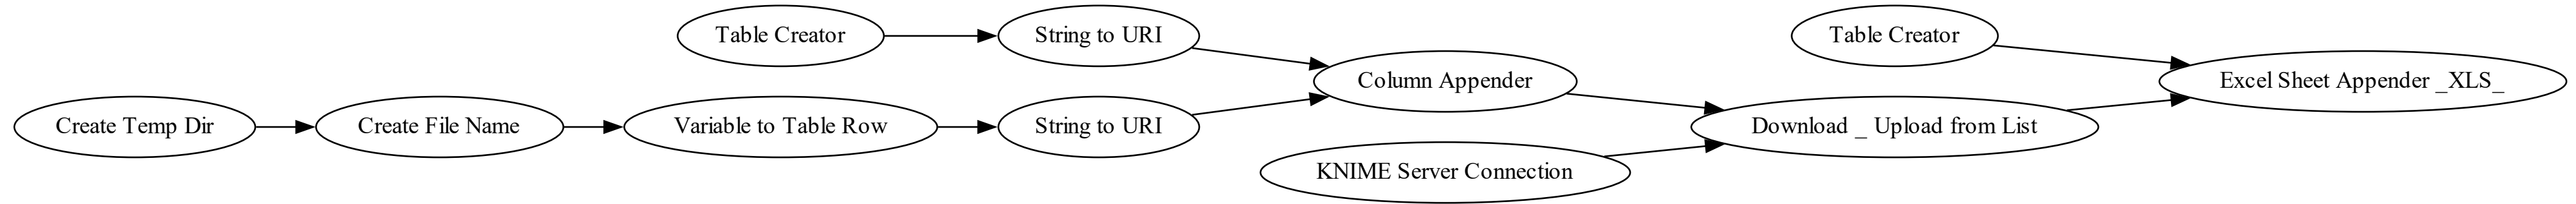 Table Creator
String to URI
Table Creator
Column Appender
Excel Sheet Appender _XLS_
Create Temp Dir
Create File Name
Variable to Table Row
String to URI
Download _ Upload from List
KNIME Server Connection